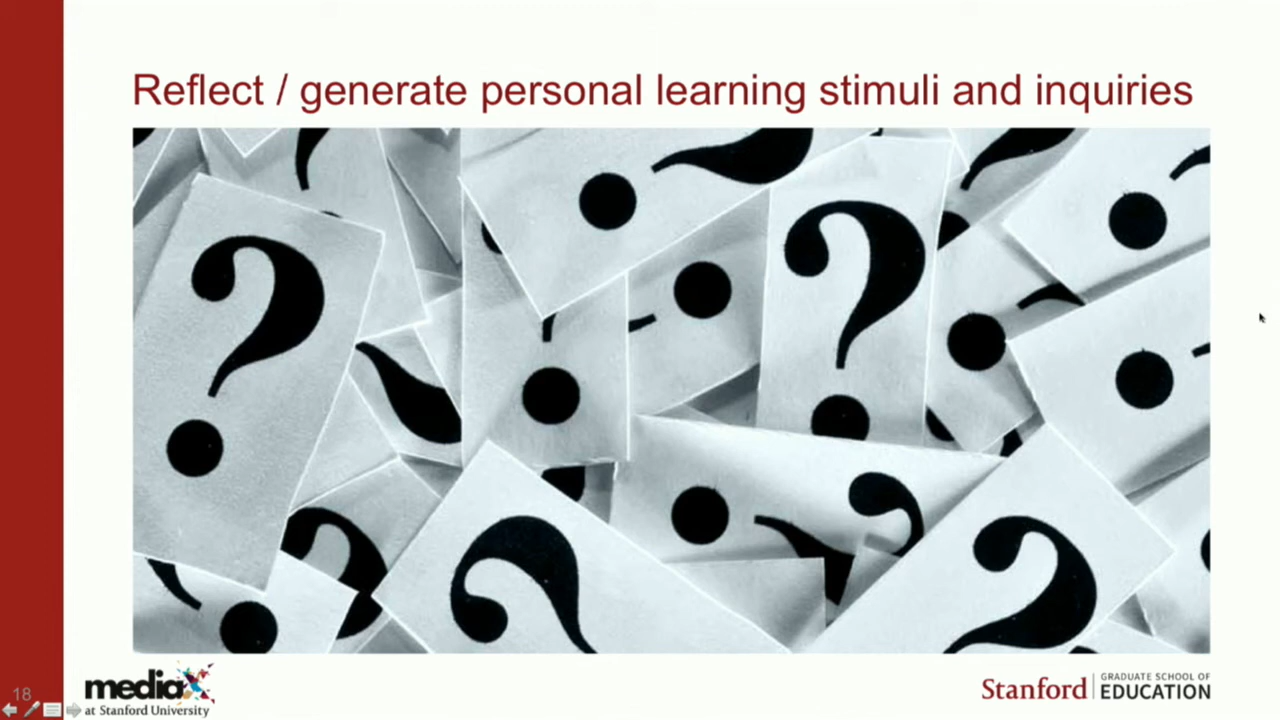 Reflect / generate personal learning stimuli and inquiries
?
?
?
?
?
18
mediaX
at Stanford University
Stanford
GRADUATE SCHOOL OF
EDUCATION